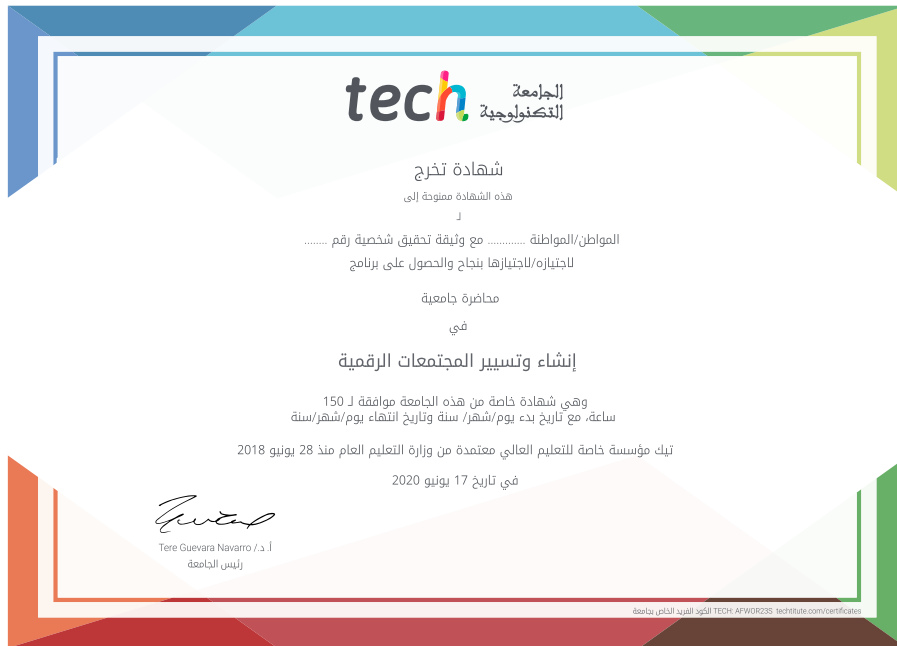 tech الجامعة
التكنولوجية
شهادة تخرج
هذه الشهادة ممنوحة إلى
لـ
المواطن/المواطنة ............. مع وثيقة تحقيق شخصية رقم ........
لاجتيازه/لاجتيازها بنجاح والحصول على برنامج
محاضرة جامعية
في
إنشاء وتسيير المجتمعات الرقمية
وهي شهادة خاصة من هذه الجامعة موافقة لـ 150
ساعة، مع تاريخ بدء يوم/شهر/ سنة وتاريخ انتهاء يوم/شهر/سنة
تيك مؤسسة خاصة للتعليم العالي معتمدة من وزارة التعليم العام منذ 28 يونيو 2018
في تاريخ 17 يونيو 2020
أ. د./ Tere Guevara Navarro
رئيس الجامعة
الكود الفريد الخاص بجامعة TECH: AFWOR23S techtitute.com/certificates